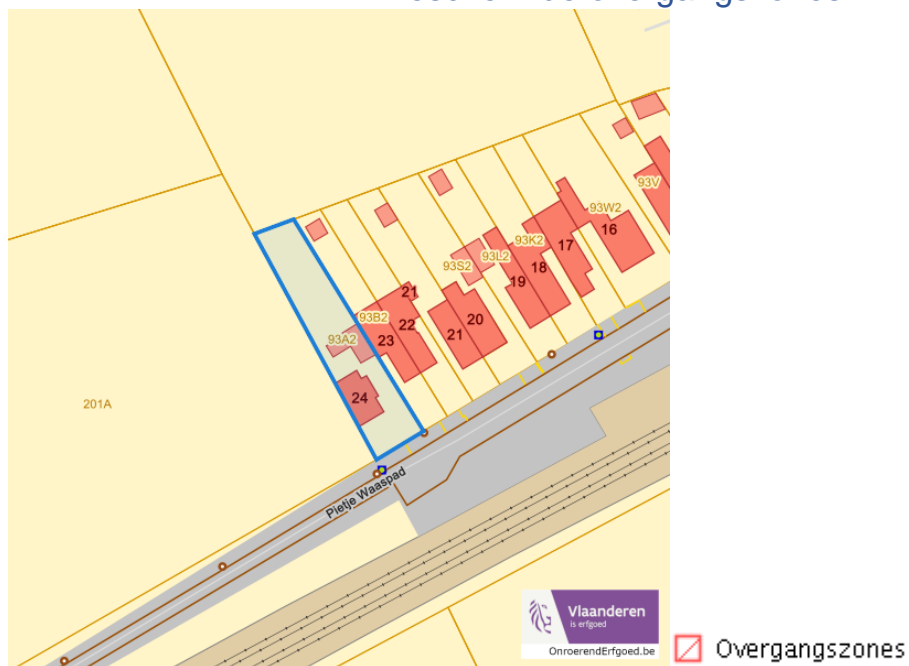 93V
93W2
16
17
93K2
18
93L2
19
93S2
20
21
21
22
93B2
23
93A2
24
201A
Pietje Waaspad
Vlaanderen
is erfgoed
OnroerendErfgoed.be
Overgangszones